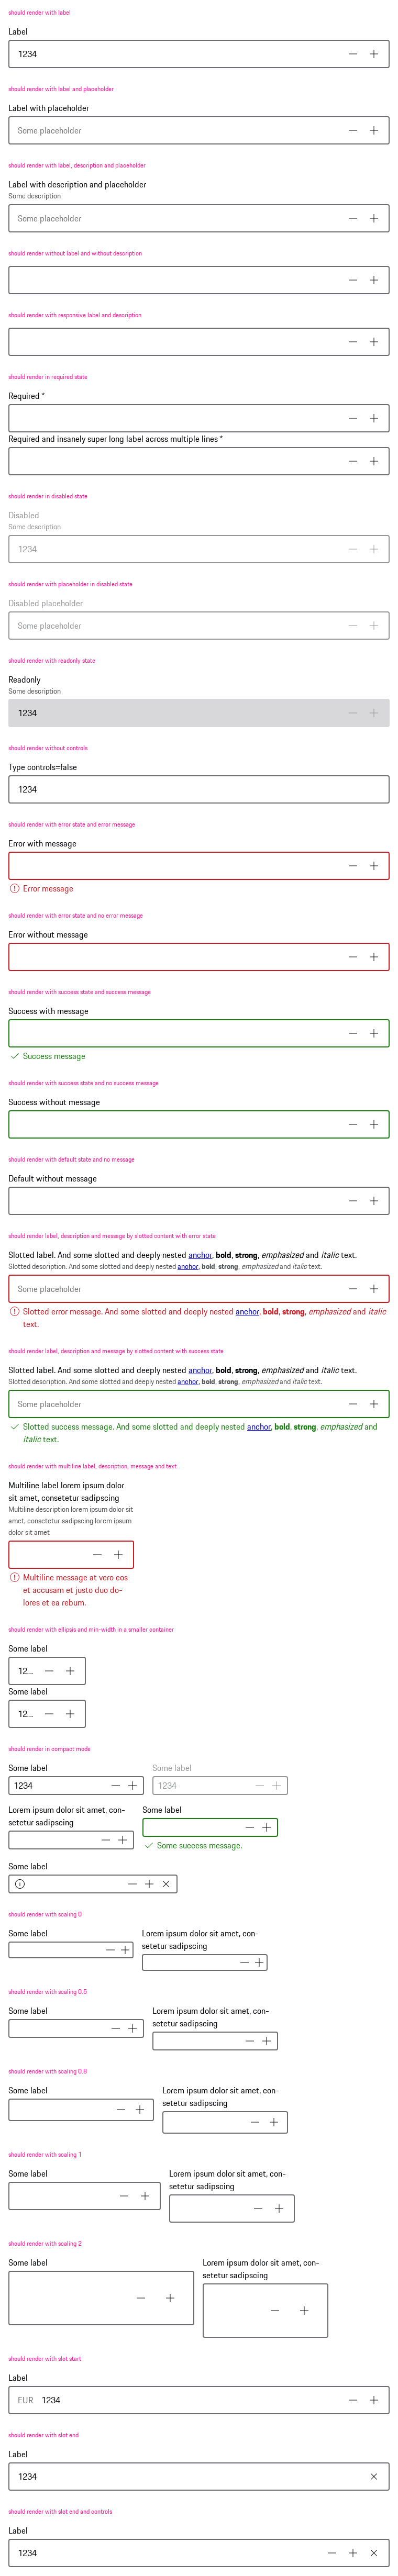 should render with label
Label
1234
should render with label and placeholder
Label with placeholder
Some placeholder
should render with label, description and placeholder
Label with description and placeholder
Some description
Some placeholder
should render without label and without description
should render with responsive label and description
should render in required state
Required *
Required and insanely super long label across multiple lines *
should render in disabled state
Disabled
Some description
1234
should render with placeholder in disabled state
Disabled placeholder
Some placeholder
should render with readonly state
Readonly
Some description
1234
should render without controls
Type controls=false
1234
should render with error state and error message
Error with message
Error message
should render with error state and no error message
Error without message
should render with success state and success message
Success with message
Success message
should render with success state and no success message
Success without message
should render with default state and no message
Default without message
should render label, description and message by slotted content with error state
Slotted label. And some slotted and deeply nested anchor, bold, strong, emphasized and italic text.
Slotted description. And some slotted and deeply nested anchor, bold, strong, emphasized and italic text.
Some placeholder
Slotted error message. And some slotted and deeply nested anchor, bold, strong, emphasized and italic
text.
should render label, description and message by slotted content with success state
Slotted label. And some slotted and deeply nested anchor, bold, strong, emphasized and italic text.
Slotted description. And some slotted and deeply nested anchor, bold, strong, emphasized and italic text.
Some placeholder
Slotted success message. And some slotted and deeply nested anchor, bold, strong, emphasized and
italic text.
should render with multiline label, description, message and text
Multiline label lorem ipsum dolor
sit amet, consetetur sadipscing
Multiline description lorem ipsum dolor sit
amet, consetetur sadipscing lorem ipsum
dolor sit amet
Multiline message at vero eos
et accusam et justo duo do-
lores et ea rebum.
should render with ellipsis and min-width in a smaller container
Some label
12...
Some label
12...
should render in compact mode
Some label
1234
Some label
1234
Lorem ipsum dolor sit amet, con-
setetur sadipscing
Some label
Some success message.
Some label
should render with scaling 0
Some label
Lorem ipsum dolor sit amet, con-
setetur sadipscing
should render with scaling 0.5
Some label
Lorem ipsum dolor sit amet, con-
setetur sadipscing
should render with scaling 0.8
Some label
Lorem ipsum dolor sit amet, con-
setetur sadipscing
should render with scaling 1
Some label
Lorem ipsum dolor sit amet, con-
setetur sadipscing
should render with scaling 2
Some label
Lorem ipsum dolor sit amet, con-
setetur sadipscing
should render with slot start
Label
EUR 1234
should render with slot end
Label
1234
should render with slot end and controls
Label
1234